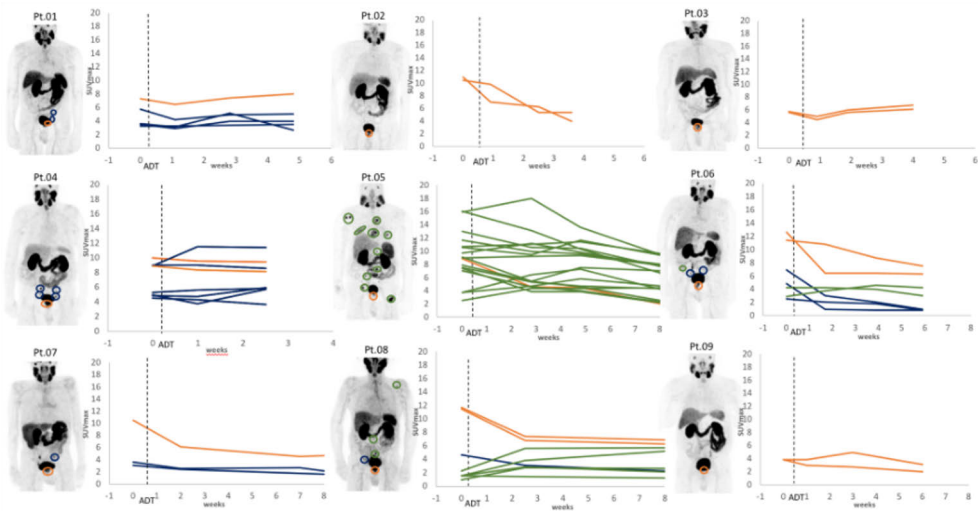 Pt.01
SUVmax
20
18
16
14
12
10
8
6
4
2
0
-1 0 1 2 3 4 5 6
ADT weeks
Pt.02
SUVmax
20
18
16
14
12
10
8
6
4
2
0
-1 0 1 2 3 4 5 6
ADT weeks
Pt.03
SUVmax
20
18
16
14
12
10
8
6
4
2
0
-1 0 1 2 3 4 5 6
ADT weeks
Pt.04
SUVmax
20
18
16
14
12
10
8
6
4
2
0
-1 0 1 2 3 4
ADT weeks
Pt.05
SUVmax
20
18
16
14
12
10
8
6
4
2
0
-1 0 1 2 3 4 5 6 7 8
ADT weeks
Pt.06
SUVmax
20
18
16
14
12
10
8
6
4
2
0
-1 0 1 2 3 4 5 6 7 8
ADT weeks
Pt.07
SUVmax
20
18
16
14
12
10
8
6
4
2
0
-1 0 1 2 3 4 5 6 7 8
ADT weeks
Pt.08
SUVmax
20
18
16
14
12
10
8
6
4
2
0
-1 0 1 2 3 4 5 6 7 8
ADT weeks
Pt.09
SUVmax
20
18
16
14
12
10
8
6
4
2
0
-1 0 1 2 3 4 5 6 7 8
ADT weeks